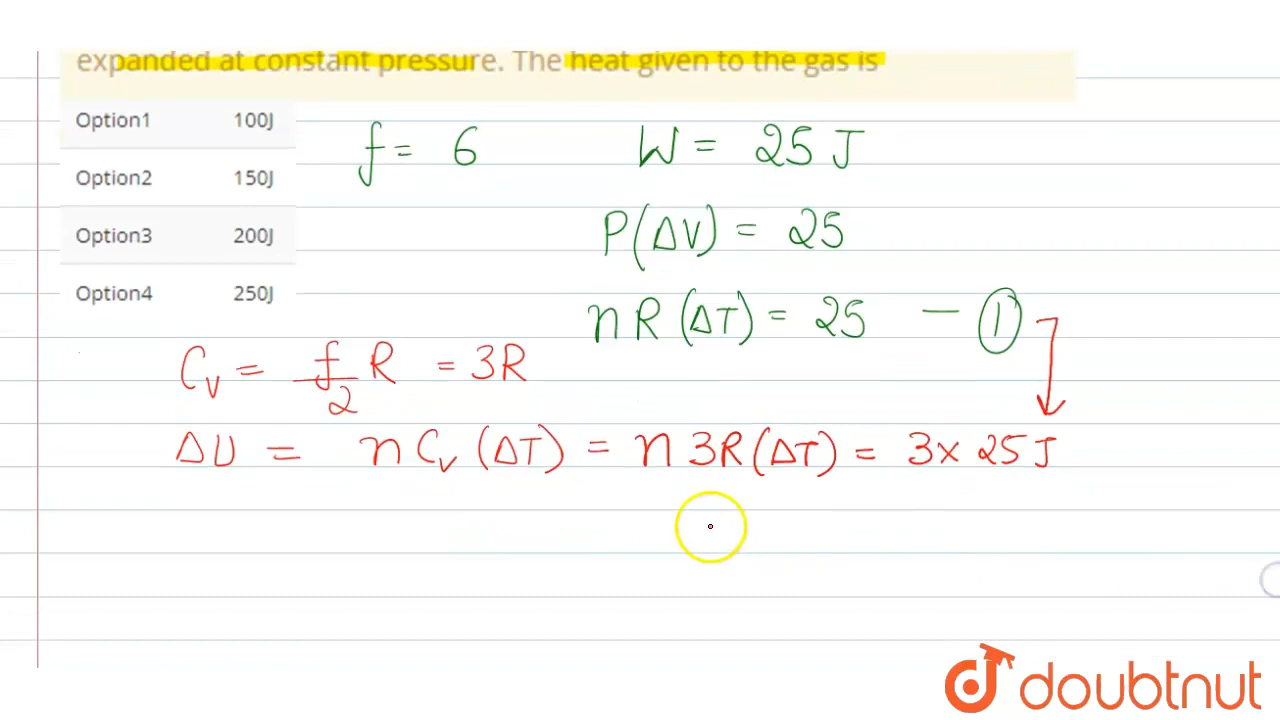 expanded at constant pressure. The heat given to the gas is
Option1 100J
f = 6 W = 25 J
Option2 150J
P(ΔV) = 25
Option3 200J
Option4 250J
nR(ΔT) = 25 — ①
Cv = f/2 R = 3R
ΔU = nCv(ΔT) = n3R(ΔT) = 3 × 25 J
doubtnut